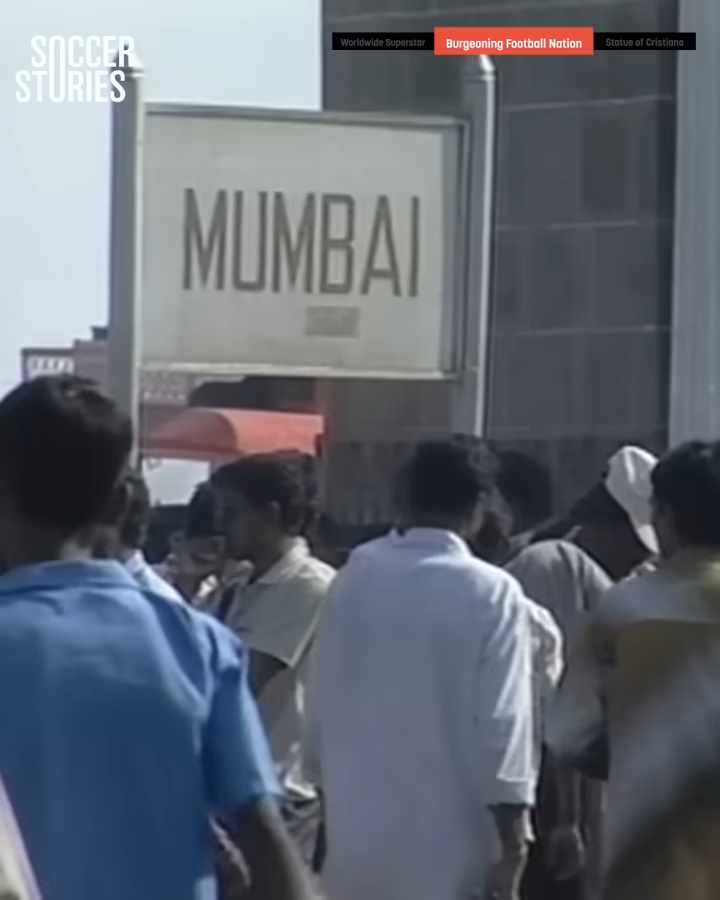 SOCCER
STORIES
Worldwide Superstar
Burgeoning Football Nation
Statue of Cristiano
MUMBAI